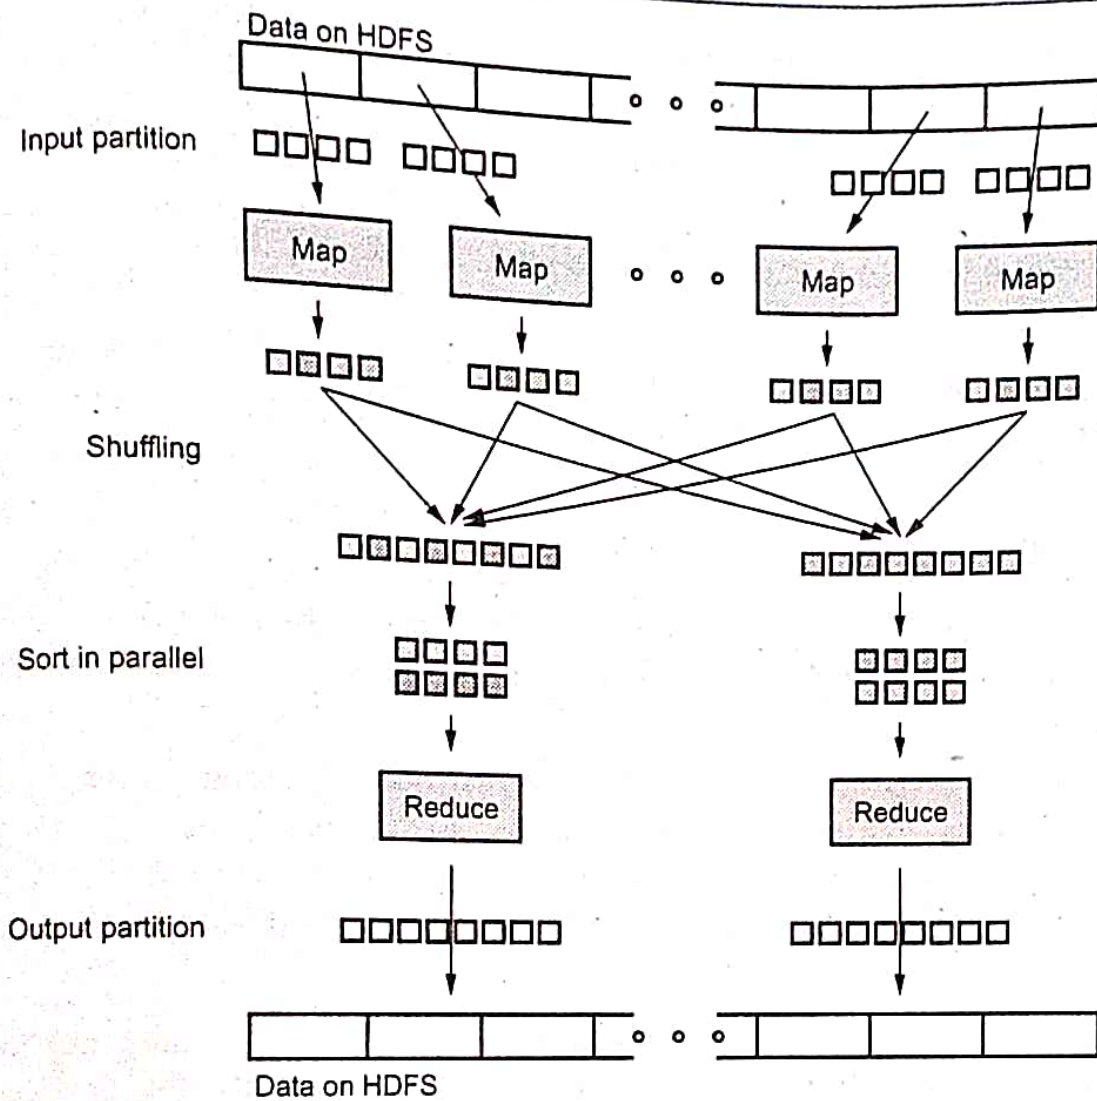 Data on HDFS
Input partition
Map
Map
Map
Map
Shuffling
Sort in parallel
Reduce
Reduce
Output partition
Data on HDFS